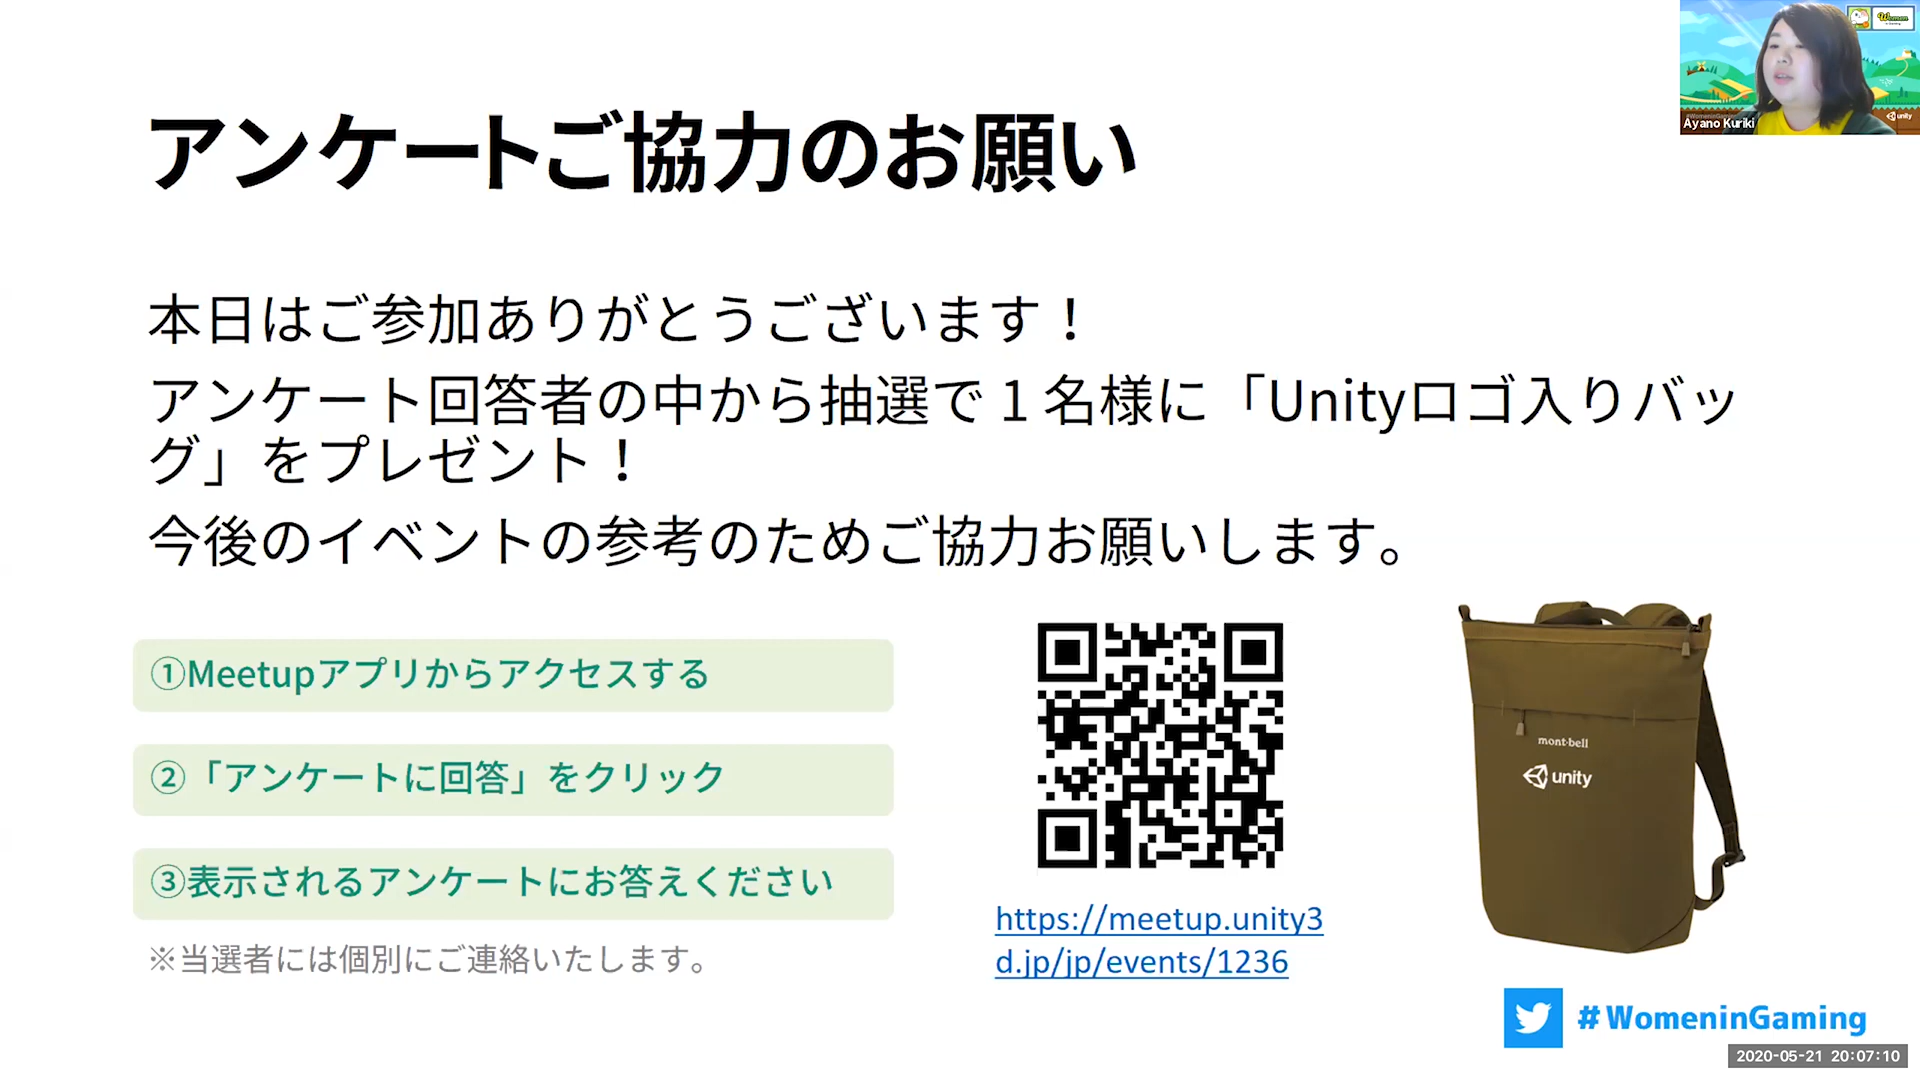 アンケートご協力のお願い
本日はご参加ありがとうございます！
アンケート回答者の中から抽選で１名様に「Unityロゴ入りバッ
グ」をプレゼント！
今後のイベントの参考のためご協力お願いします。
①Meetupアプリからアクセスする
②「アンケートに回答」をクリック
③表示されるアンケートにお答えください
※当選者には個別にご連絡いたします。
https://meetup.unity3
d.jp/jp/events/1236
mont·bell
unity
#WomeninGaming
2020-05-21 20:07:10
Women
Ayano Kuriki
unity